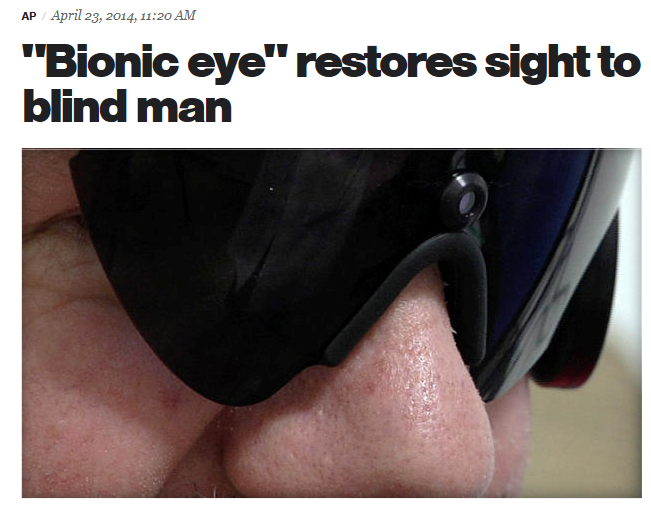 AP / April 23, 2014, 11:20 AM
"Bionic eye" restores sight to
blind man